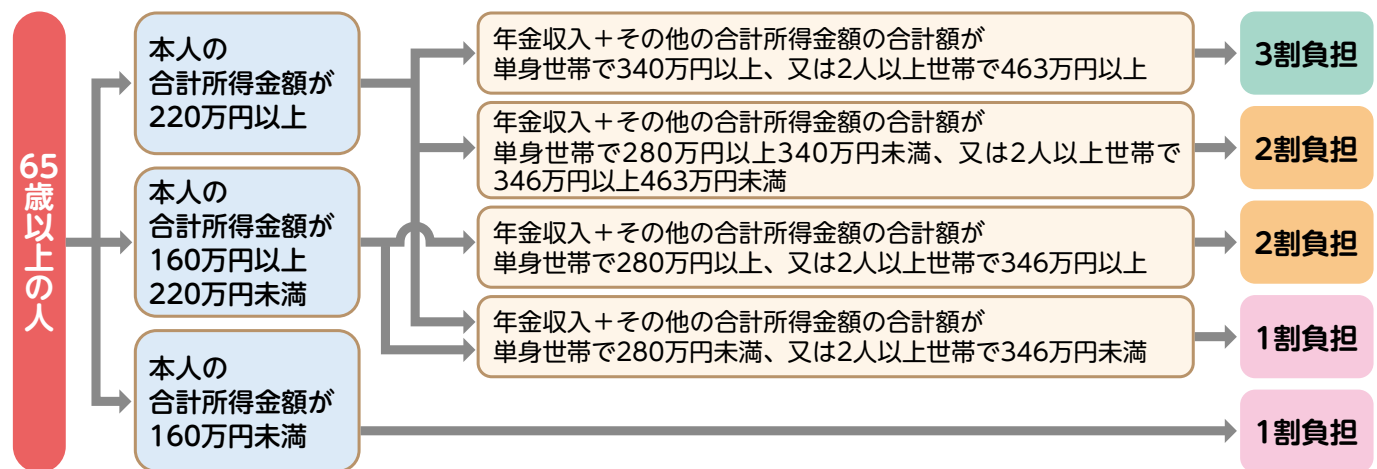 65歳以上の人
本人の
合計所得金額が
220万円以上
年金収入＋その他の合計所得金額の合計額が
単身世帯で340万円以上、又は2人以上世帯で463万円以上
3割負担
年金収入＋その他の合計所得金額の合計額が
単身世帯で280万円以上340万円未満、又は2人以上世帯で
346万円以上463万円未満
2割負担
本人の
合計所得金額が
160万円以上
220万円未満
年金収入＋その他の合計所得金額の合計額が
単身世帯で280万円以上、又は2人以上世帯で346万円以上
2割負担
年金収入＋その他の合計所得金額の合計額が
単身世帯で280万円未満、又は2人以上世帯で346万円未満
1割負担
本人の
合計所得金額が
160万円未満
1割負担